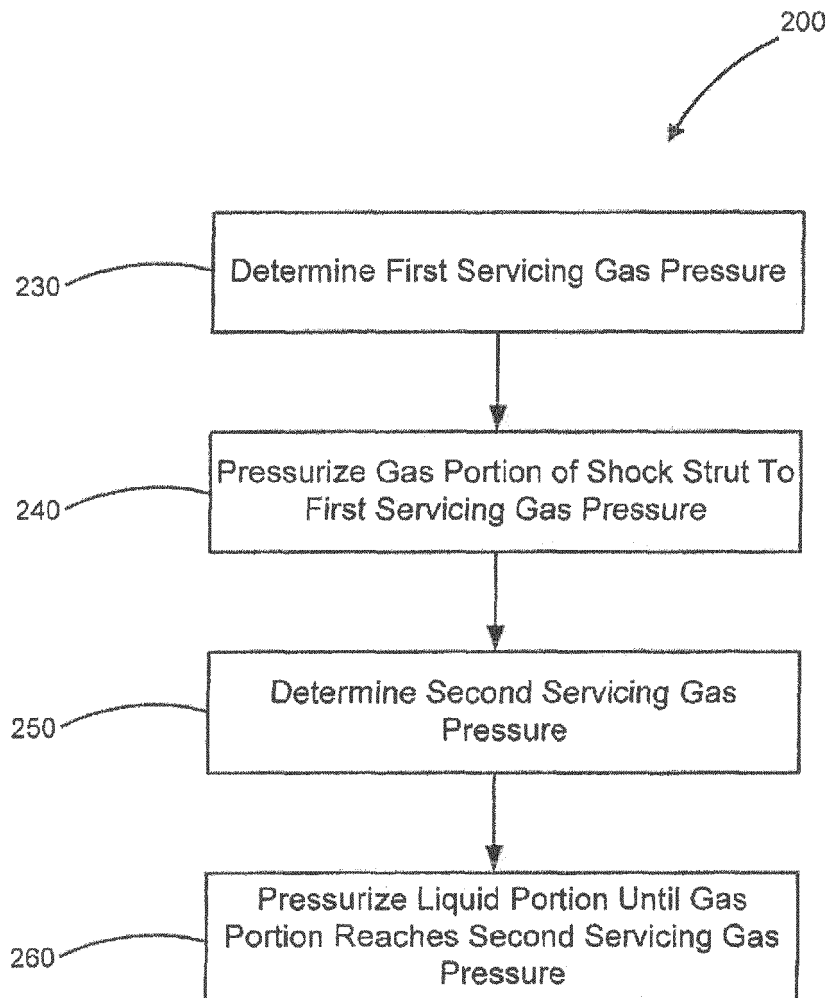 200
230
Determine First Servicing Gas Pressure
240
Pressurize Gas Portion of Shock Strut To
First Servicing Gas Pressure
250
Determine Second Servicing Gas
Pressure
260
Pressurize Liquid Portion Until Gas
Portion Reaches Second Servicing Gas
Pressure